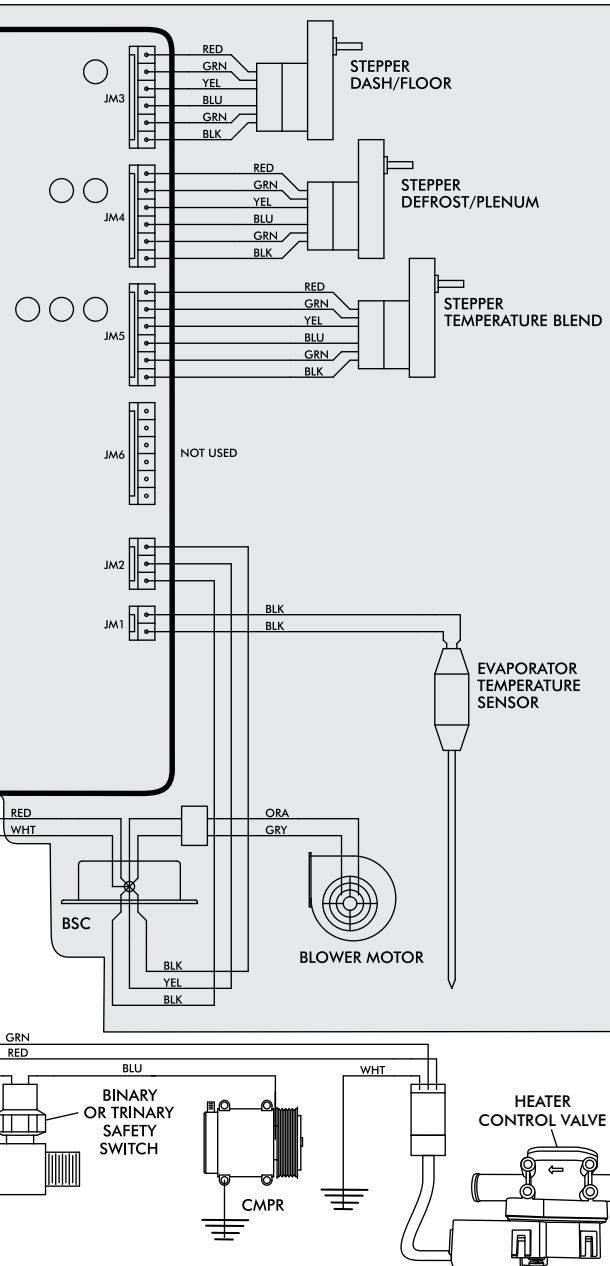 RED
GRN
YEL
BLU
GRN
BLK
JM3
STEPPER
DASH/FLOOR
RED
GRN
YEL
BLU
GRN
BLK
JM4
STEPPER
DEFROST/PLENUM
RED
GRN
YEL
BLU
GRN
BLK
JM5
STEPPER
TEMPERATURE BLEND
JM6
NOT USED
JM2
JM1
BLK
BLK
EVAPORATOR
TEMPERATURE
SENSOR
RED
WHT
ORA
GRY
BSC
BLOWER MOTOR
BLK
YEL
BLK
GRN
RED
BLU
WHT
BINARY
OR TRINARY
SAFETY
SWITCH
CMPR
HEATER
CONTROL VALVE